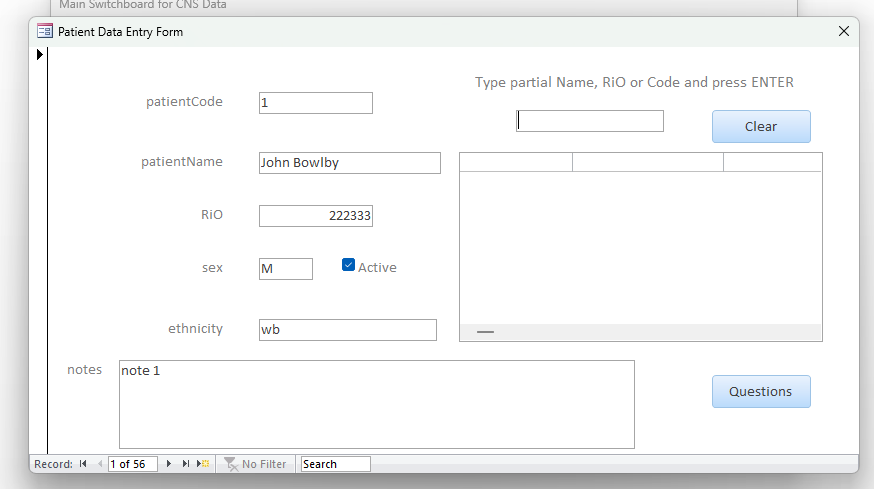 Main Switchboard for CNS Data
Patient Data Entry Form
Type partial Name, RiO or Code and press ENTER
patientCode 1
Clear
patientName John Bowlby
RiO 222333
sex M Active
ethnicity wb
notes note 1
Questions
Record: 1 of 56 No Filter Search